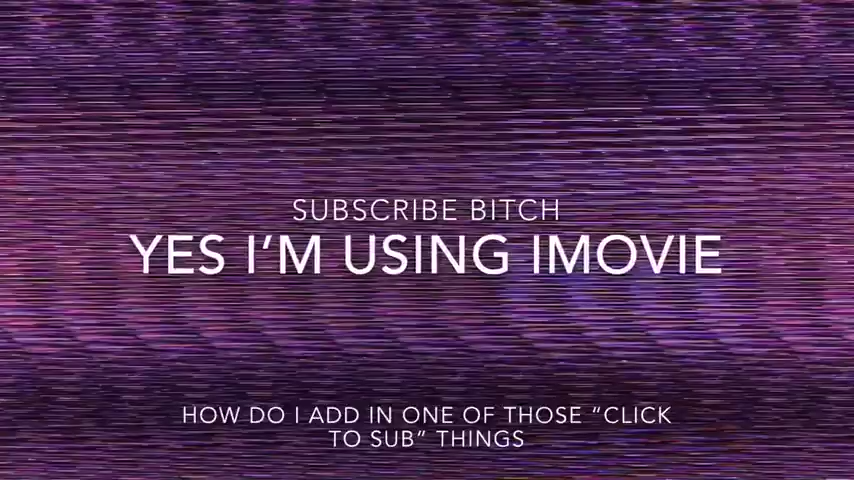 SUBSCRIBE BITCH
YES I’M USING IMOVIE
HOW DO I ADD IN ONE OF THOSE “CLICK
TO SUB” THINGS